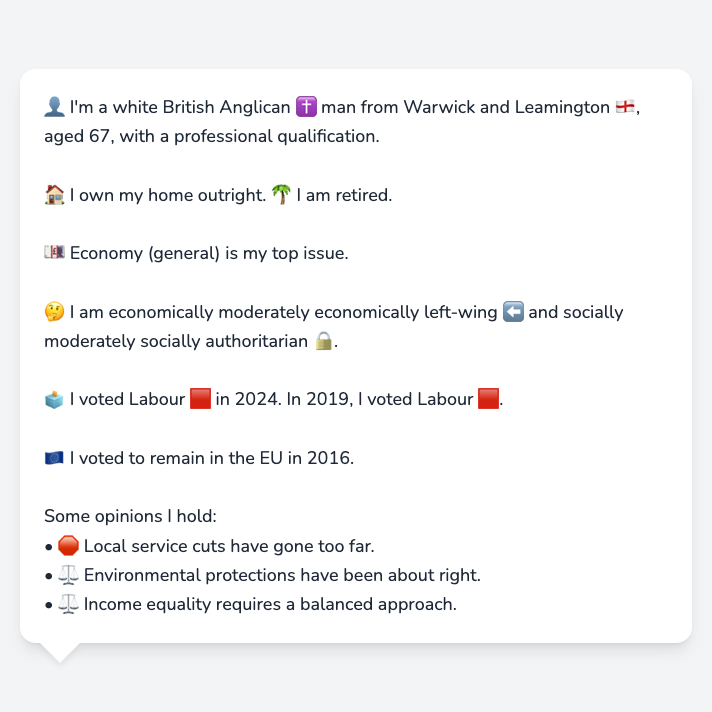 👤 I'm a white British Anglican ✝️ man from Warwick and Leamington 🏴󠁧󠁢󠁥󠁮󠁧󠁿,
aged 67, with a professional qualification.
🏠 I own my home outright. 🌴 I am retired.
💷 Economy (general) is my top issue.
🤔 I am economically moderately economically left-wing ⬅️ and socially
moderately socially authoritarian 🔒.
🗳️ I voted Labour 🟥 in 2024. In 2019, I voted Labour 🟥.
🇪🇺 I voted to remain in the EU in 2016.
Some opinions I hold:
• 🛑 Local service cuts have gone too far.
• ⚖️ Environmental protections have been about right.
• ⚖️ Income equality requires a balanced approach.